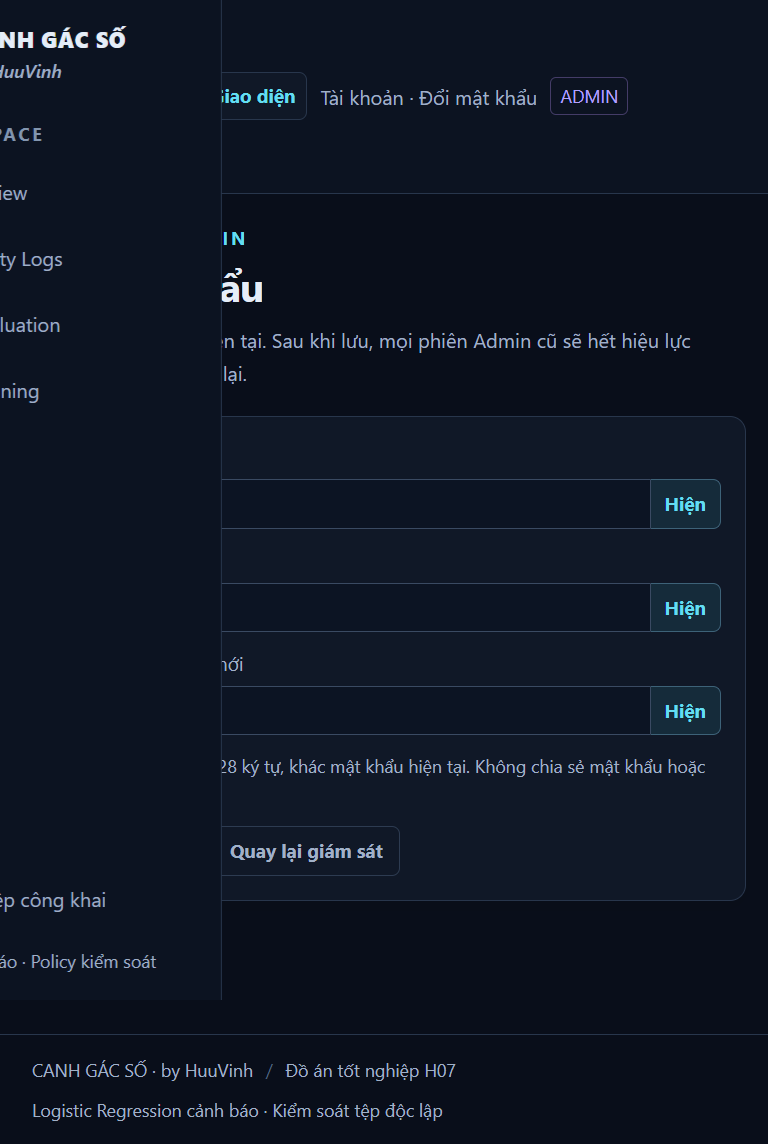 NH GÁC SỐ
HuuVinh
PACE
iew
ty Logs
luation
ning
ệp công khai
áo · Policy kiểm soát
Giao diện
Tài khoản · Đổi mật khẩu
ADMIN
IN
ẩu
ện tại. Sau khi lưu, mọi phiên Admin cũ sẽ hết hiệu lực
lại.
Hiện
Hiện
mới
Hiện
28 ký tự, khác mật khẩu hiện tại. Không chia sẻ mật khẩu hoặc
Quay lại giám sát
CANH GÁC SỐ · by HuuVinh / Đồ án tốt nghiệp H07
Logistic Regression cảnh báo · Kiểm soát tệp độc lập